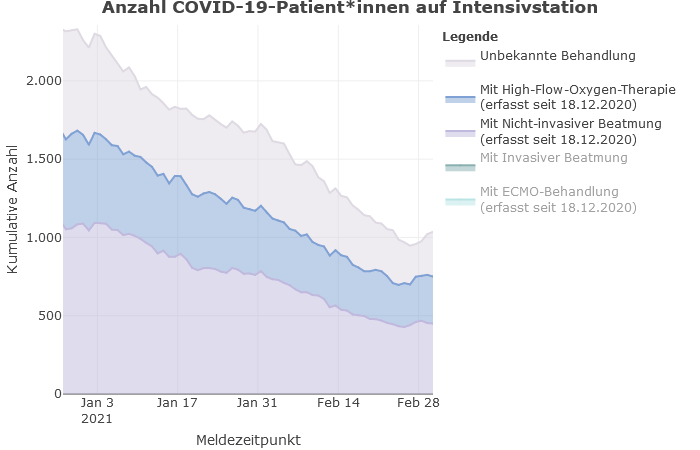 Anzahl COVID-19-Patient*innen auf Intensivstation
Legende
Unbekannte Behandlung
Mit High-Flow-Oxygen-Therapie
(erfasst seit 18.12.2020)
Mit Nicht-invasiver Beatmung
(erfasst seit 18.12.2020)
Mit Invasiver Beatmung
Mit ECMO-Behandlung
(erfasst seit 18.12.2020)
Kumulative Anzahl
2.000
1.500
1.000
500
0
Jan 3
2021
Jan 17
Jan 31
Feb 14
Feb 28
Meldezeitpunkt